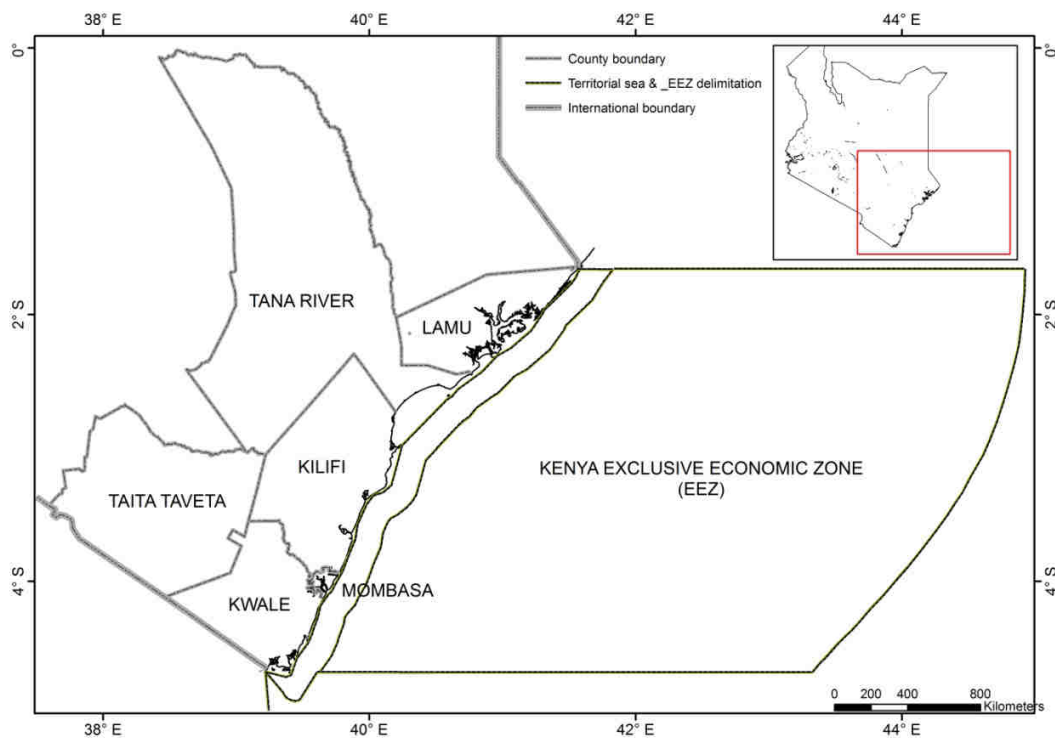 38° E 40° E 42° E 44° E
0° 0°
County boundary
Territorial sea & _EEZ delimitation
International boundary
TANA RIVER
2° S 2° S
LAMU
KILIFI
KENYA EXCLUSIVE ECONOMIC ZONE
(EEZ)
TAITA TAVETA
4° S 4° S
MOMBASA
KWALE
0 200 400 800
Kilometers
38° E 40° E 42° E 44° E